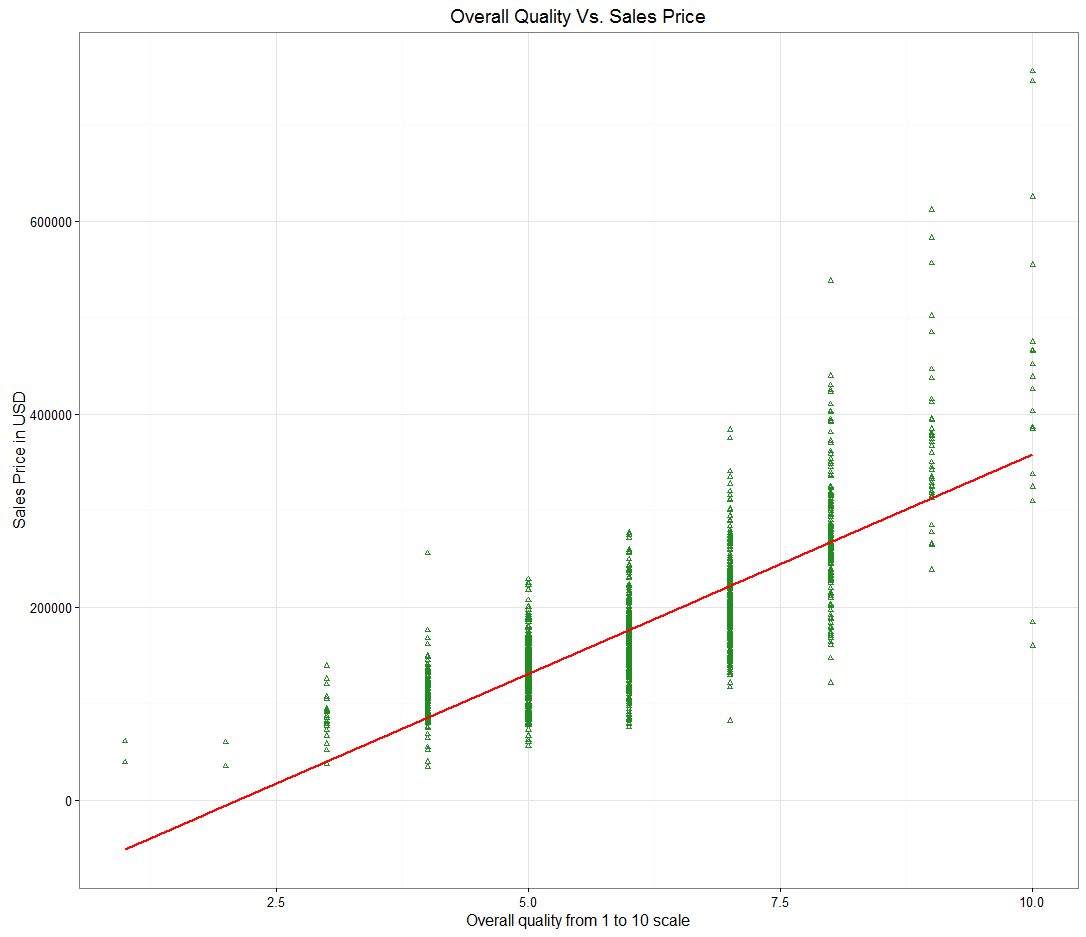 Overall Quality Vs. Sales Price
Sales Price in USD
600000
400000
200000
0
2.5 5.0 7.5 10.0
Overall quality from 1 to 10 scale